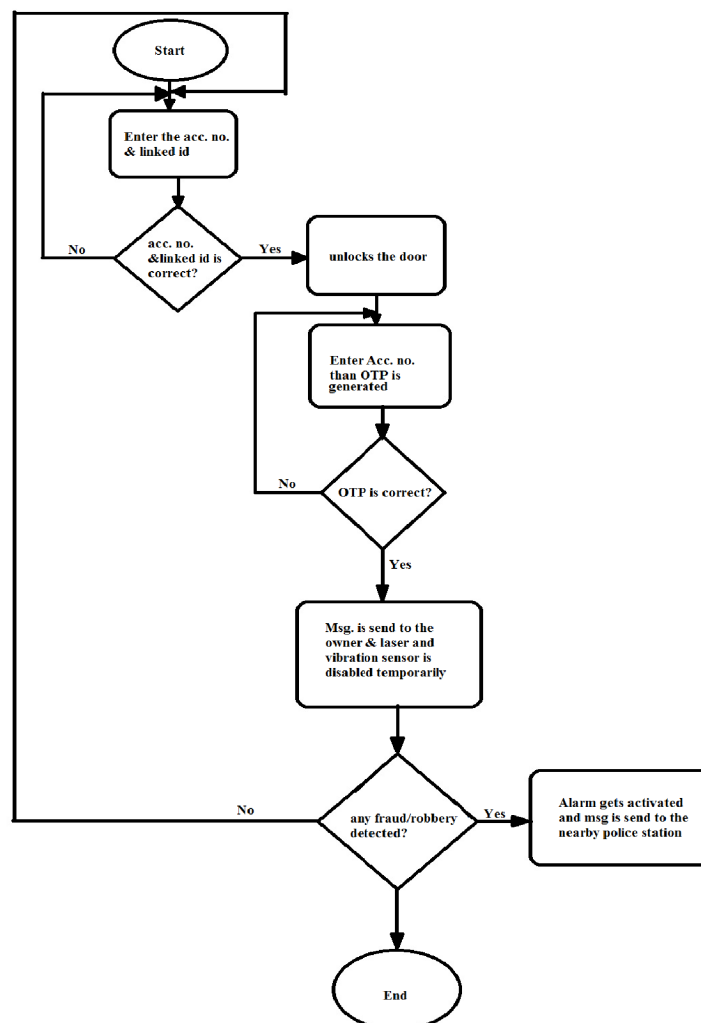 Start
Enter the acc. no.
& linked id
acc. no.
&linked id is
correct?
No
Yes
unlocks the door
Enter Acc. no.
than OTP is
generated
OTP is correct?
No
Yes
Msg. is send to the
owner & laser and
vibration sensor is
disabled temporarily
any fraud/robbery
detected?
No
Yes
Alarm gets activated
and msg is send to the
nearby police station
End